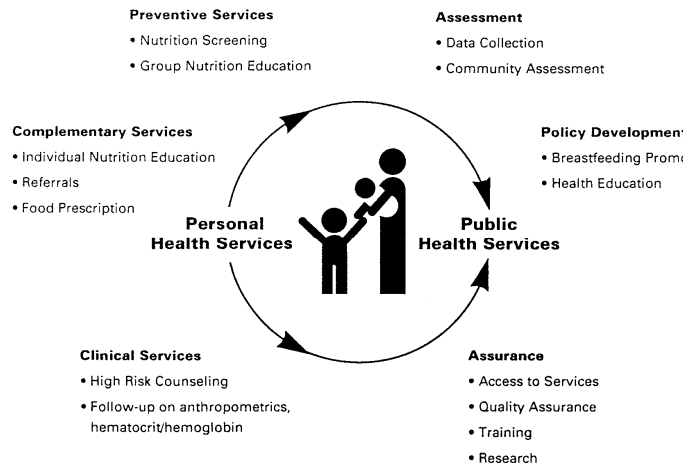 Preventive Services
• Nutrition Screening
• Group Nutrition Education
Assessment
• Data Collection
• Community Assessment
Complementary Services
• Individual Nutrition Education
• Referrals
• Food Prescription
Policy Development
• Breastfeeding Promo
• Health Education
Personal
Health Services
Public
Health Services
Clinical Services
• High Risk Counseling
• Follow-up on anthropometrics,
hematocrit/hemoglobin
Assurance
• Access to Services
• Quality Assurance
• Training
• Research